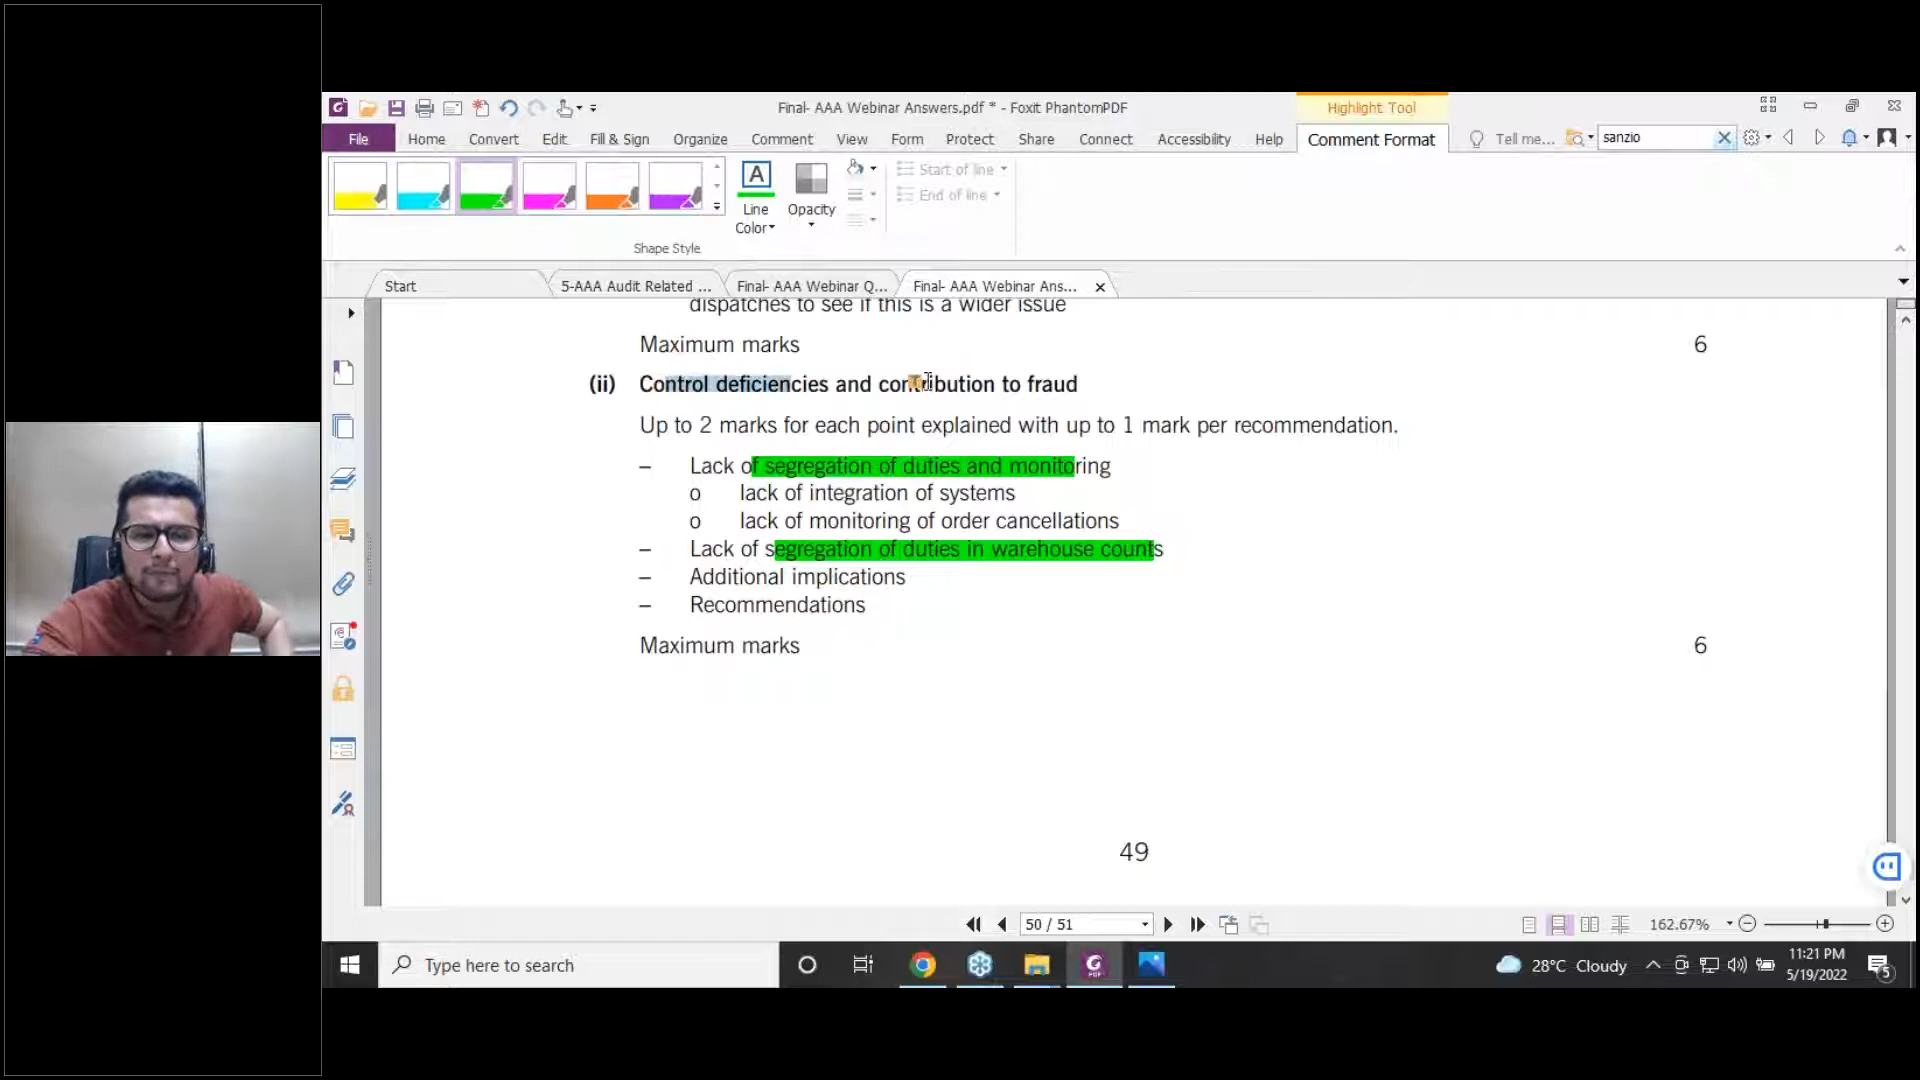 Final- AAA Webinar Answers.pdf * - Foxit PhantomPDF
Highlight Tool
File Home Convert Edit Fill & Sign Organize Comment View Form Protect Share Connect Accessibility Help Comment Format Tell me... sanzio
Line Color
Opacity
Start of line
End of line
Shape Style
Start
5-AAA Audit Related ...
Final- AAA Webinar Q...
Final- AAA Webinar Ans...
dispatches to see if this is a wider issue
Maximum marks 6
(ii) Control deficiencies and contribution to fraud
Up to 2 marks for each point explained with up to 1 mark per recommendation.
– Lack of segregation of duties and monitoring
o lack of integration of systems
o lack of monitoring of order cancellations
– Lack of segregation of duties in warehouse counts
– Additional implications
– Recommendations
Maximum marks 6
49
50 / 51
162.67%
Type here to search
28°C Cloudy
11:21 PM
5/19/2022
5